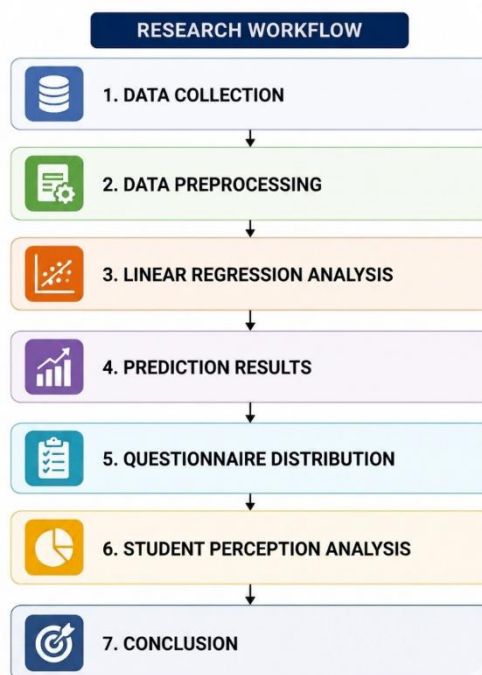 RESEARCH WORKFLOW
1. DATA COLLECTION
2. DATA PREPROCESSING
3. LINEAR REGRESSION ANALYSIS
4. PREDICTION RESULTS
5. QUESTIONNAIRE DISTRIBUTION
6. STUDENT PERCEPTION ANALYSIS
7. CONCLUSION